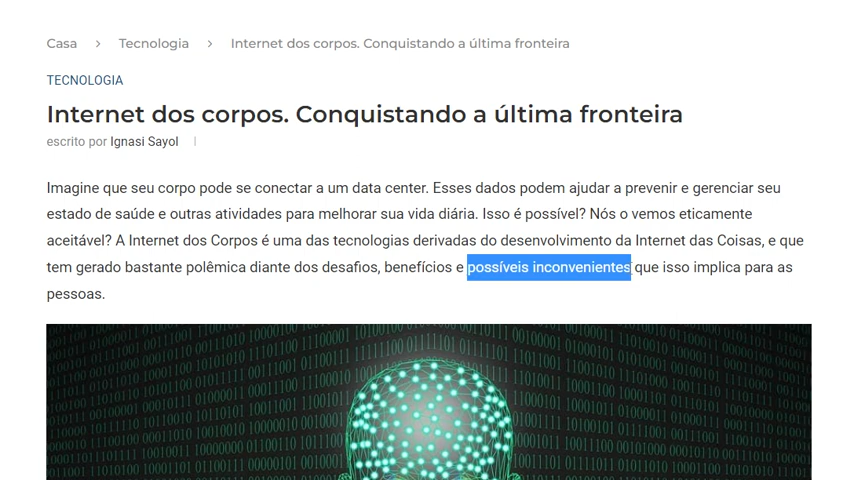 Casa > Tecnologia > Internet dos corpos. Conquistando a última fronteira
TECNOLOGIA
Internet dos corpos. Conquistando a última fronteira
escrito por Ignasi Sayol
Imagine que seu corpo pode se conectar a um data center. Esses dados podem ajudar a prevenir e gerenciar seu
estado de saúde e outras atividades para melhorar sua vida diária. Isso é possível? Nós o vemos eticamente
aceitável? A Internet dos Corpos é uma das tecnologias derivadas do desenvolvimento da Internet das Coisas, e que
tem gerado bastante polêmica diante dos desafios, benefícios e possíveis inconvenientes que isso implica para as
pessoas.